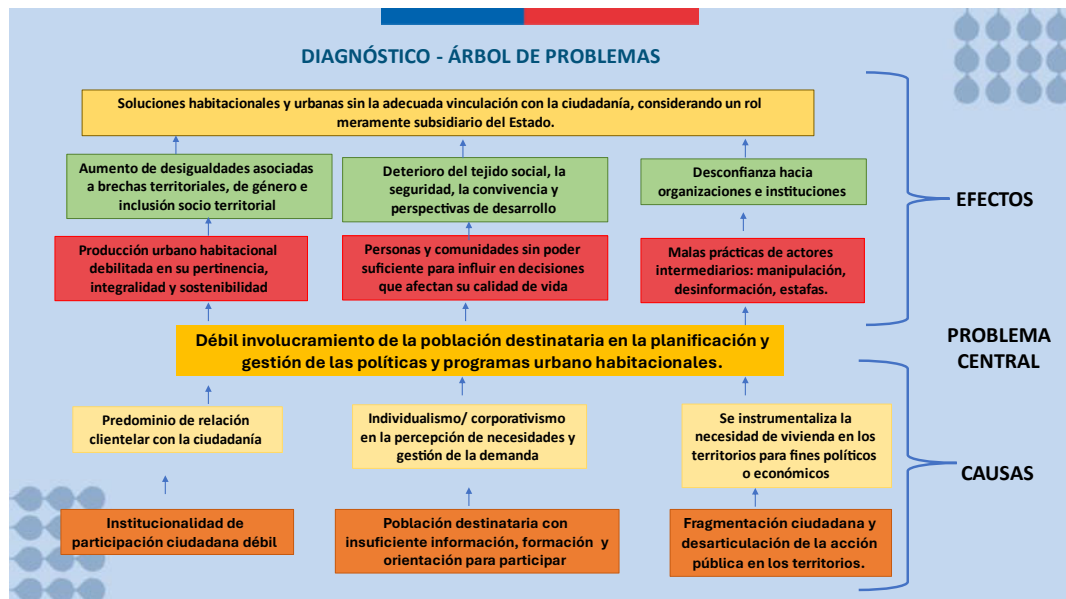 DIAGNÓSTICO - ÁRBOL DE PROBLEMAS
Soluciones habitacionales y urbanas sin la adecuada vinculación con la ciudadanía, considerando un rol
meramente subsidiario del Estado.
Aumento de desigualdades asociadas
a brechas territoriales, de género e
inclusión socio territorial
Deterioro del tejido social, la
seguridad, la convivencia y
perspectivas de desarrollo
Desconfianza hacia
organizaciones e instituciones
EFECTOS
Producción urbano habitacional
debilitada en su pertinencia,
integralidad y sostenibilidad
Personas y comunidades sin poder
suficiente para influir en decisiones
que afectan su calidad de vida
Malas prácticas de actores
intermediarios: manipulación,
desinformación, estafas.
Débil involucramiento de la población destinataria en la planificación y
gestión de las políticas y programas urbano habitacionales.
PROBLEMA
CENTRAL
Predominio de relación
clientelar con la ciudadanía
Individualismo/ corporativismo
en la percepción de necesidades y
gestión de la demanda
Se instrumentaliza la
necesidad de vivienda en los
territorios para fines políticos
o económicos
CAUSAS
Institucionalidad de
participación ciudadana débil
Población destinataria con
insuficiente información, formación y
orientación para participar
Fragmentación ciudadana y
desarticulación de la acción
pública en los territorios.